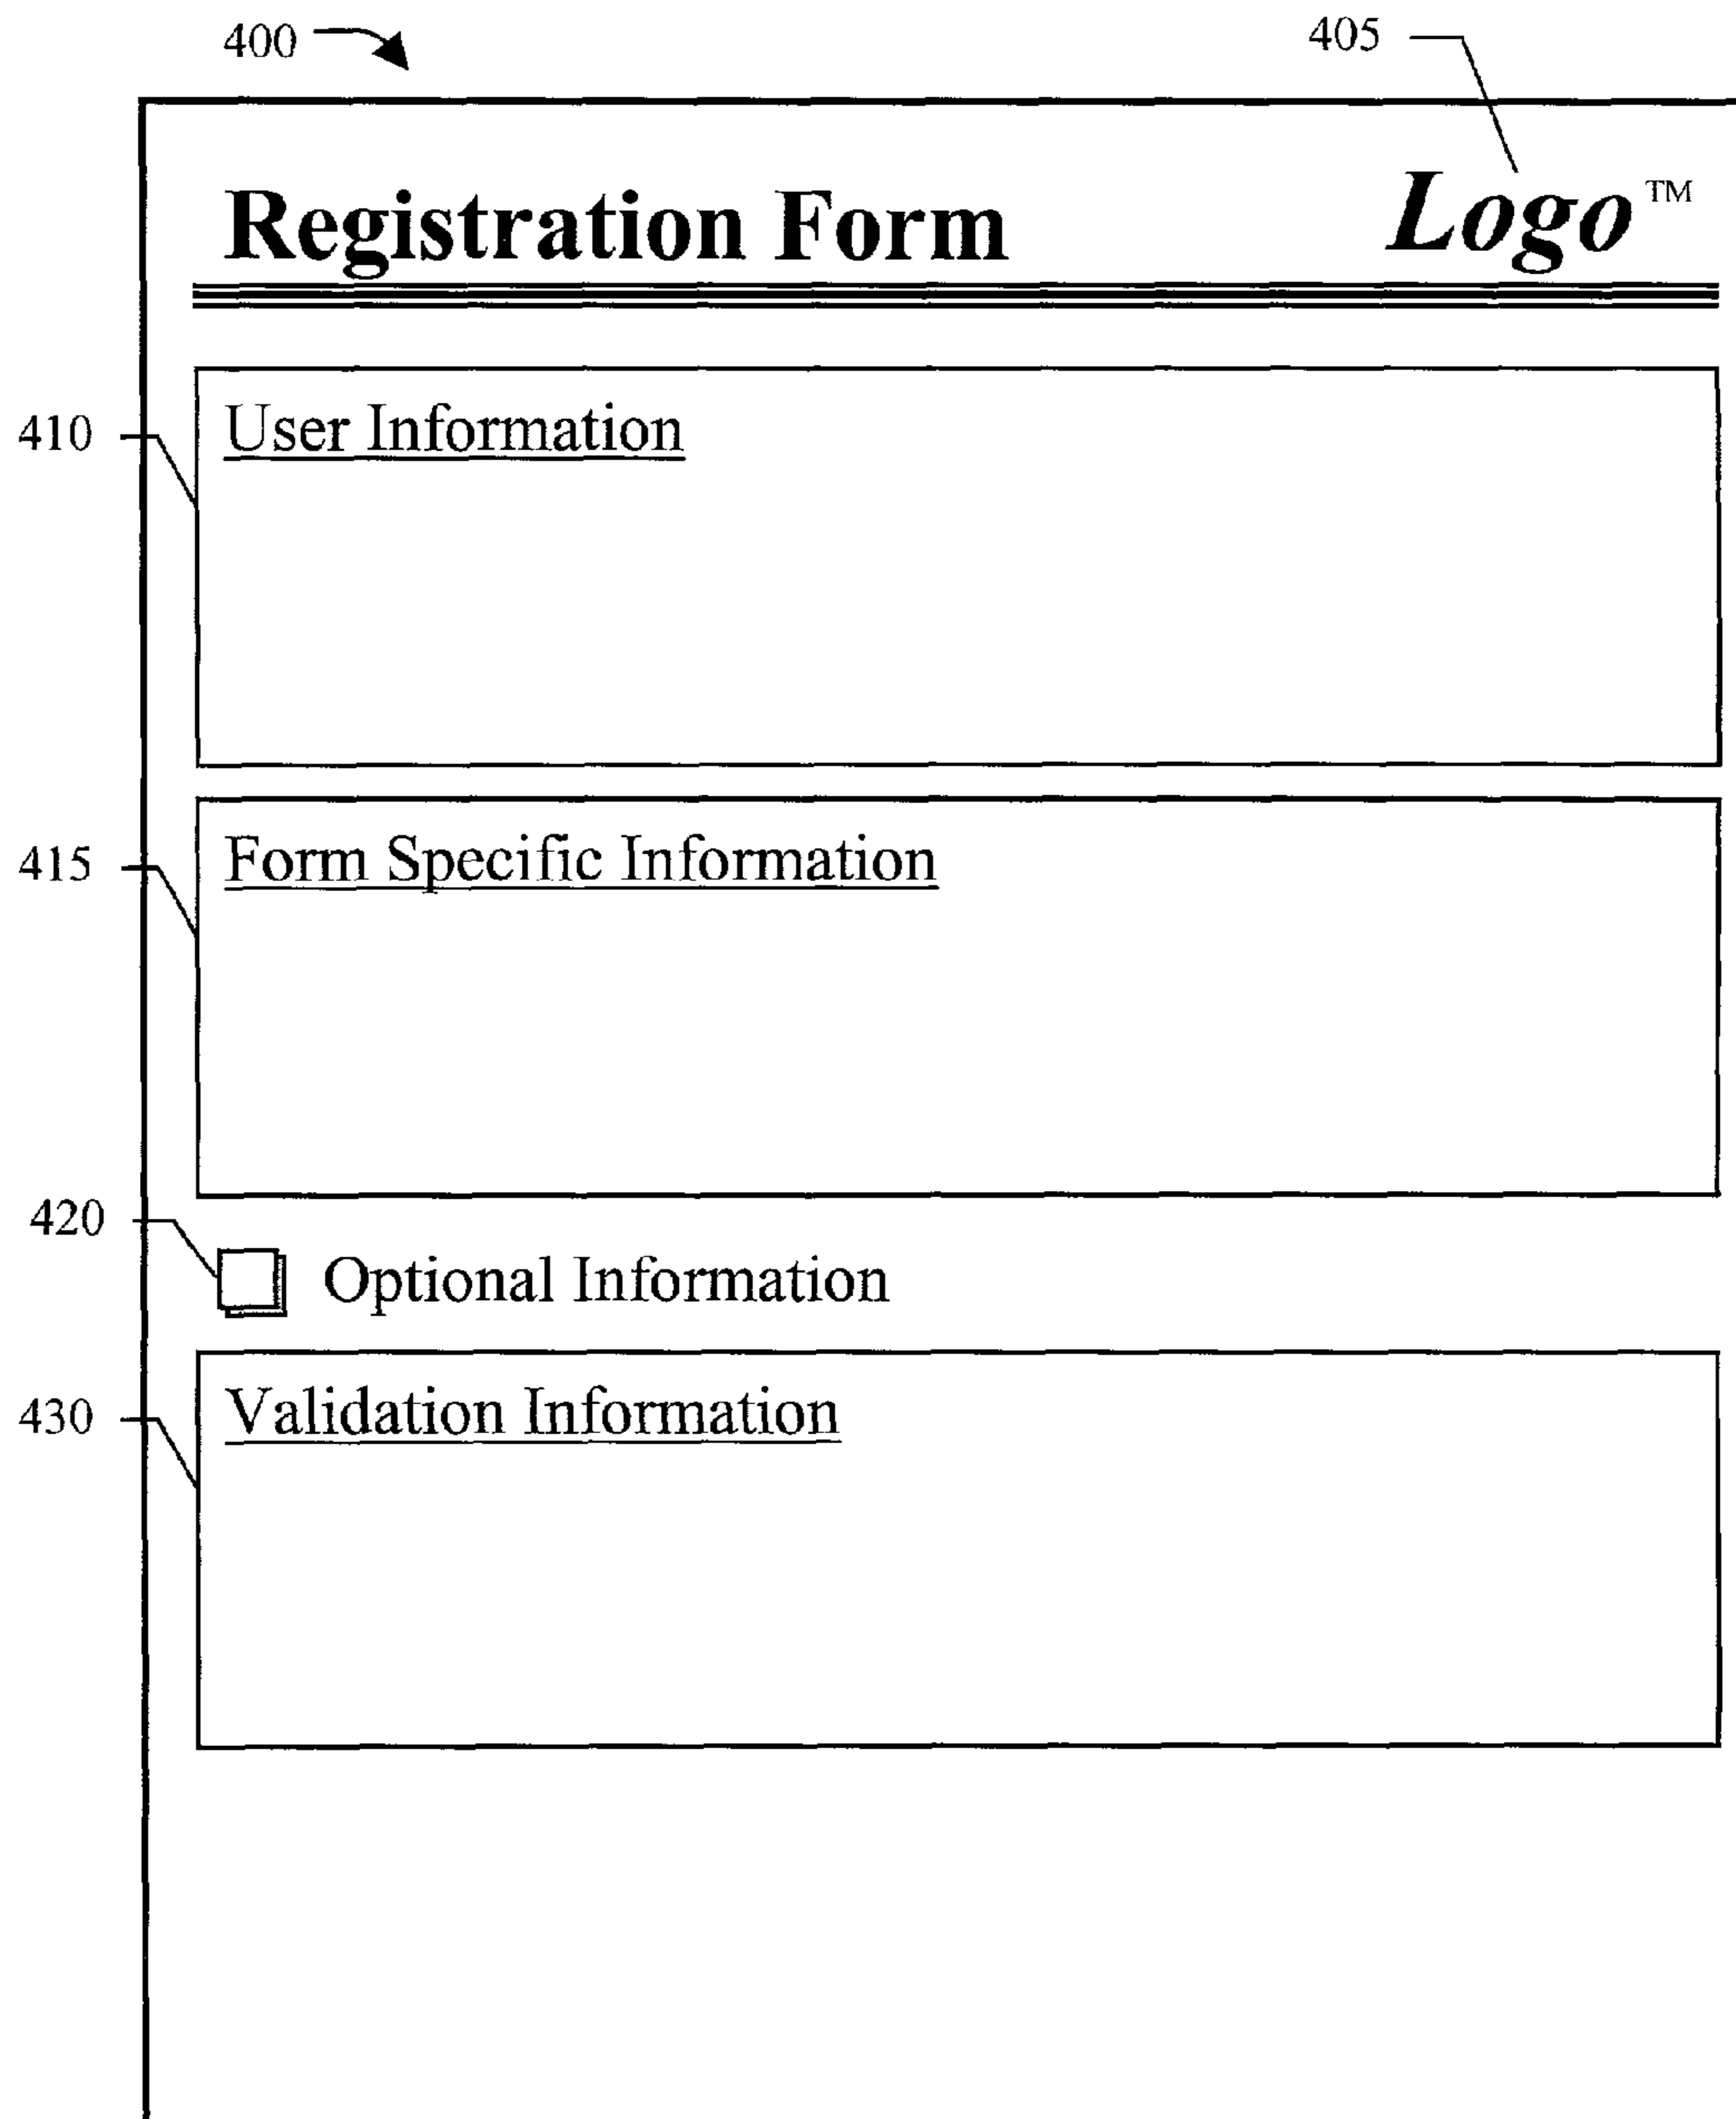 400
405
Registration Form
Logo™
410
User Information
415
Form Specific Information
420
Optional Information
430
Validation Information